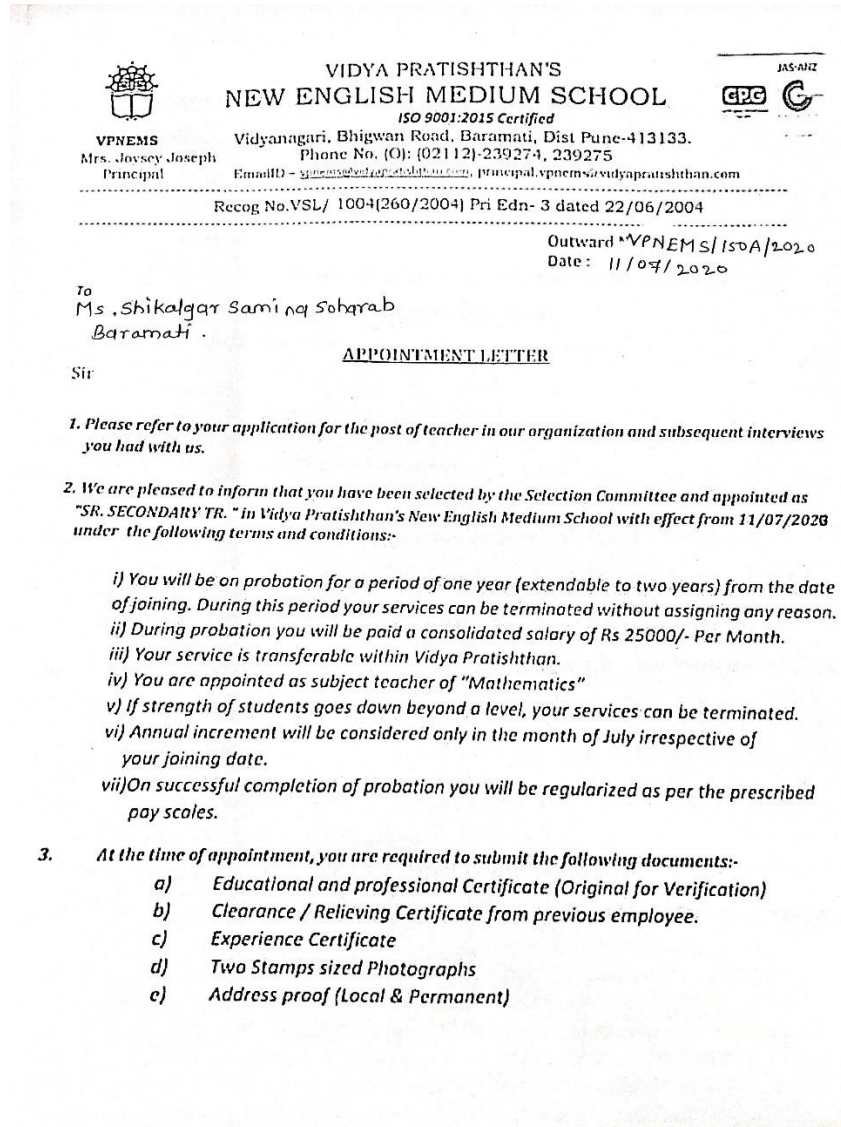 VIDYA PRATISHTHAN'S
JAS-ANZ
NEW ENGLISH MEDIUM SCHOOL
CPG
ISO 9001:2015 Certified
VPNEMS
Vidyanagari, Bhigwan Road, Baramati, Dist Pune-413133.
Mrs. Joysey Joseph
Phone No. (O): (02112)-239274, 239275
Principal
EmailID – vpnems@vidyapratishthan.com, principal.vpnems@vidyapratishthan.com
Recog No.VSL/ 1004(260/2004) Pri Edn- 3 dated 22/06/2004
Outward VPNEMS/150A/2020
Date : 11/07/2020
To
Ms. Shikalgar Samina Soharab
Baramati.
APPOINTMENT LETTER
Sir
1. Please refer to your application for the post of teacher in our organization and subsequent interviews
you had with us.
2. We are pleased to inform that you have been selected by the Selection Committee and appointed as
"SR. SECONDARY TR. " in Vidya Pratishthan's New English Medium School with effect from 11/07/2020
under the following terms and conditions:-
i) You will be on probation for a period of one year (extendable to two years) from the date
of joining. During this period your services can be terminated without assigning any reason.
ii) During probation you will be paid a consolidated salary of Rs 25000/- Per Month.
iii) Your service is transferable within Vidya Pratishthan.
iv) You are appointed as subject teacher of "Mathematics"
v) If strength of students goes down beyond a level, your services can be terminated.
vi) Annual increment will be considered only in the month of July irrespective of
your joining date.
vii)On successful completion of probation you will be regularized as per the prescribed
pay scales.
3. At the time of appointment, you are required to submit the following documents:-
a) Educational and professional Certificate (Original for Verification)
b) Clearance / Relieving Certificate from previous employee.
c) Experience Certificate
d) Two Stamps sized Photographs
e) Address proof (Local & Permanent)